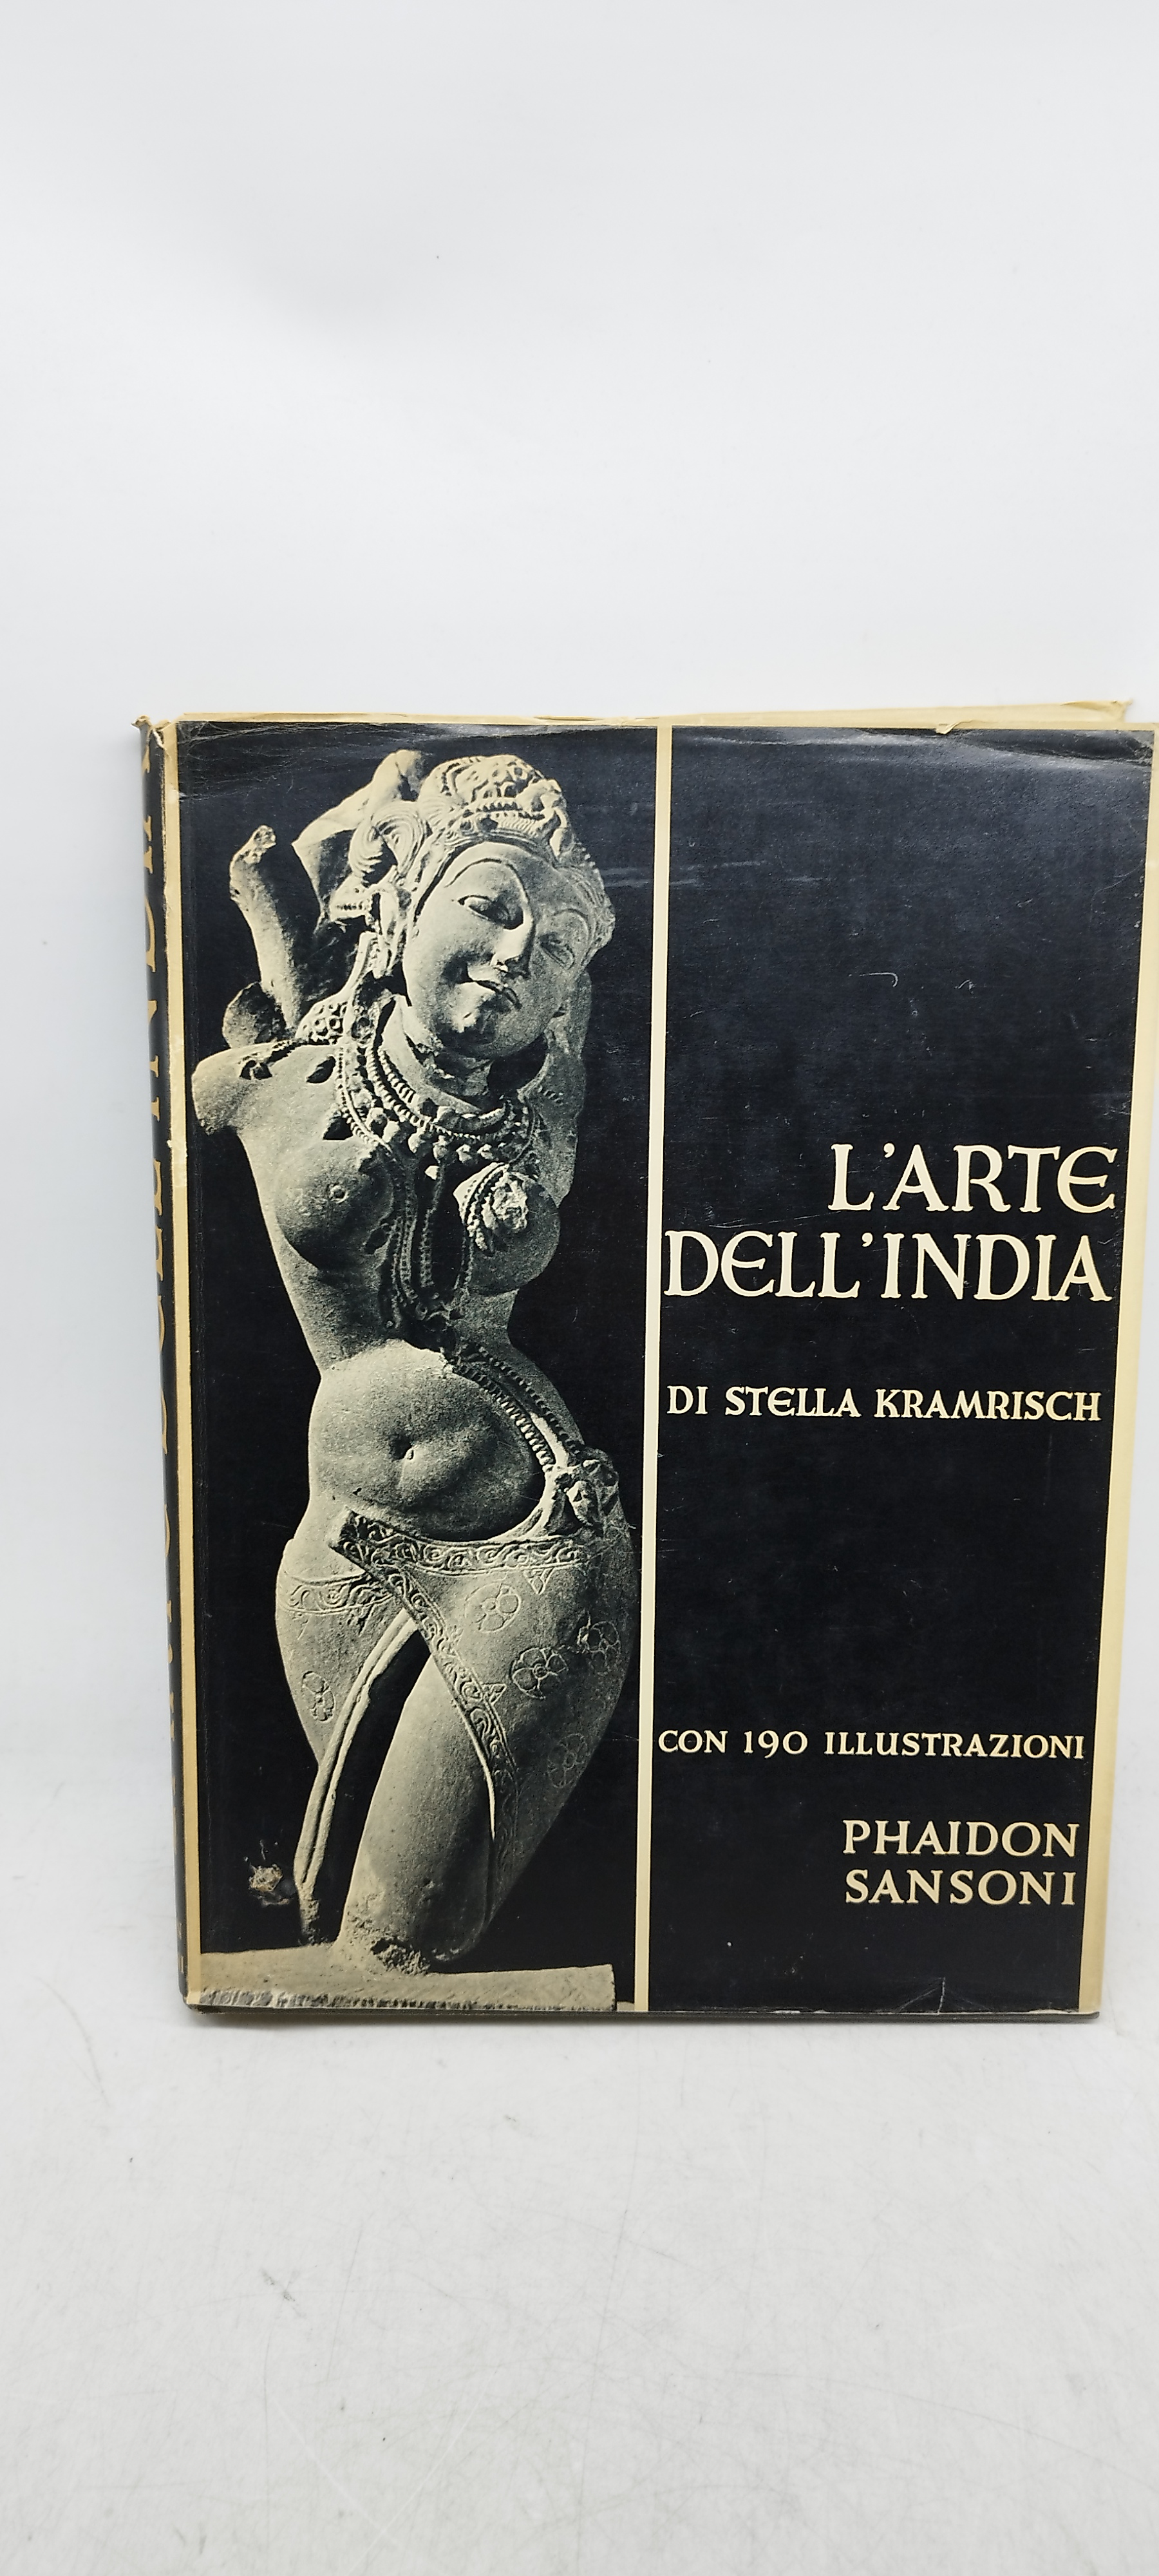 L'ARTE
DELL'INDIA
DI STELLA KRAMRISCH
CON 190 ILLUSTRAZIONI
PHAIDON
SANSONI